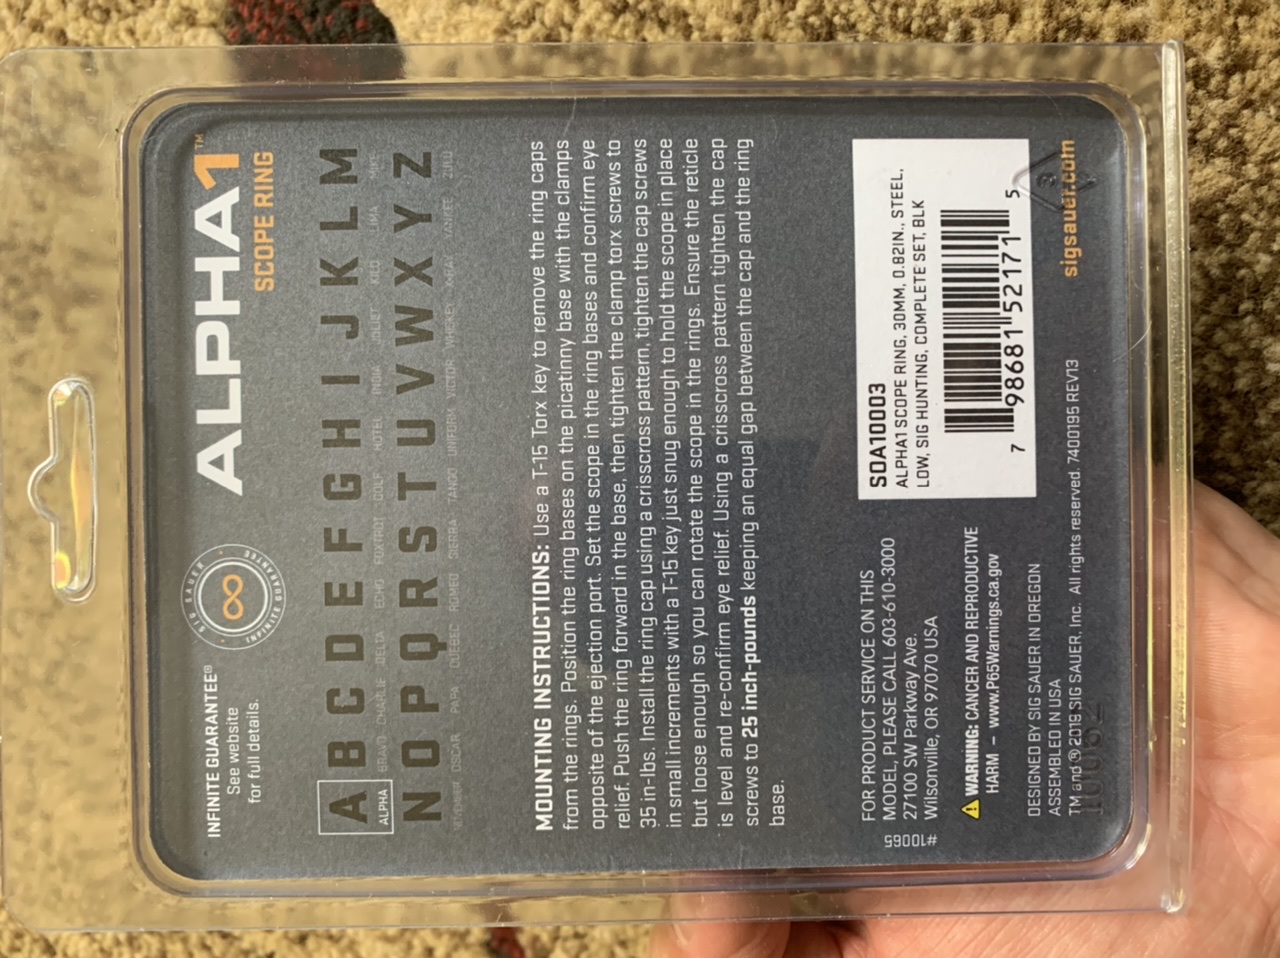 INFINITE GUARANTEE®
See website
for full details.
SIG SAUER
INFINITE GUARANTEE
ALPHA1™
SCOPE RING
A B C D E F G H I J K L M
ALPHA BRAVO CHARLIE DELTA ECHO FOXTROT GOLF HOTEL INDIA JULIET KILO LIMA MIKE
N O P Q R S T U V W X Y Z
NOVEMBER OSCAR PAPA QUEBEC ROMEO SIERRA TANGO UNIFORM VICTOR WHISKEY XRAY YANKEE ZULU
MOUNTING INSTRUCTIONS: Use a T-15 Torx key to remove the ring caps
from the rings. Position the ring bases on the picatinny base with the clamps
opposite of the ejection port. Set the scope in the ring bases and confirm eye
relief. Push the ring forward in the base, then tighten the clamp torx screws to
35 in-lbs. Install the ring cap using a crisscross pattern, tighten the cap screws
in small increments with a T-15 key just snug enough to hold the scope in place
but loose enough so you can rotate the scope in the rings. Ensure the reticle
is level and re-confirm eye relief. Using a crisscross pattern tighten the cap
screws to 25 inch-pounds keeping an equal gap between the cap and the ring
base.
FOR PRODUCT SERVICE ON THIS
MODEL, PLEASE CALL 603-610-3000
27100 SW Parkway Ave.
Wilsonville, OR 97070 USA
#10065
WARNING: CANCER AND REPRODUCTIVE
HARM – www.P65Warnings.ca.gov
DESIGNED BY SIG SAUER IN OREGON
ASSEMBLED IN USA
TM and ® 2018 SIG SAUER, Inc. All rights reserved. 7400195 REV13
SOA10003
ALPHA1 SCOPE RING, 30MM, 0.82IN., STEEL,
LOW, SIG HUNTING, COMPLETE SET, BLK
7 98681 52171 5
sigsauer.com